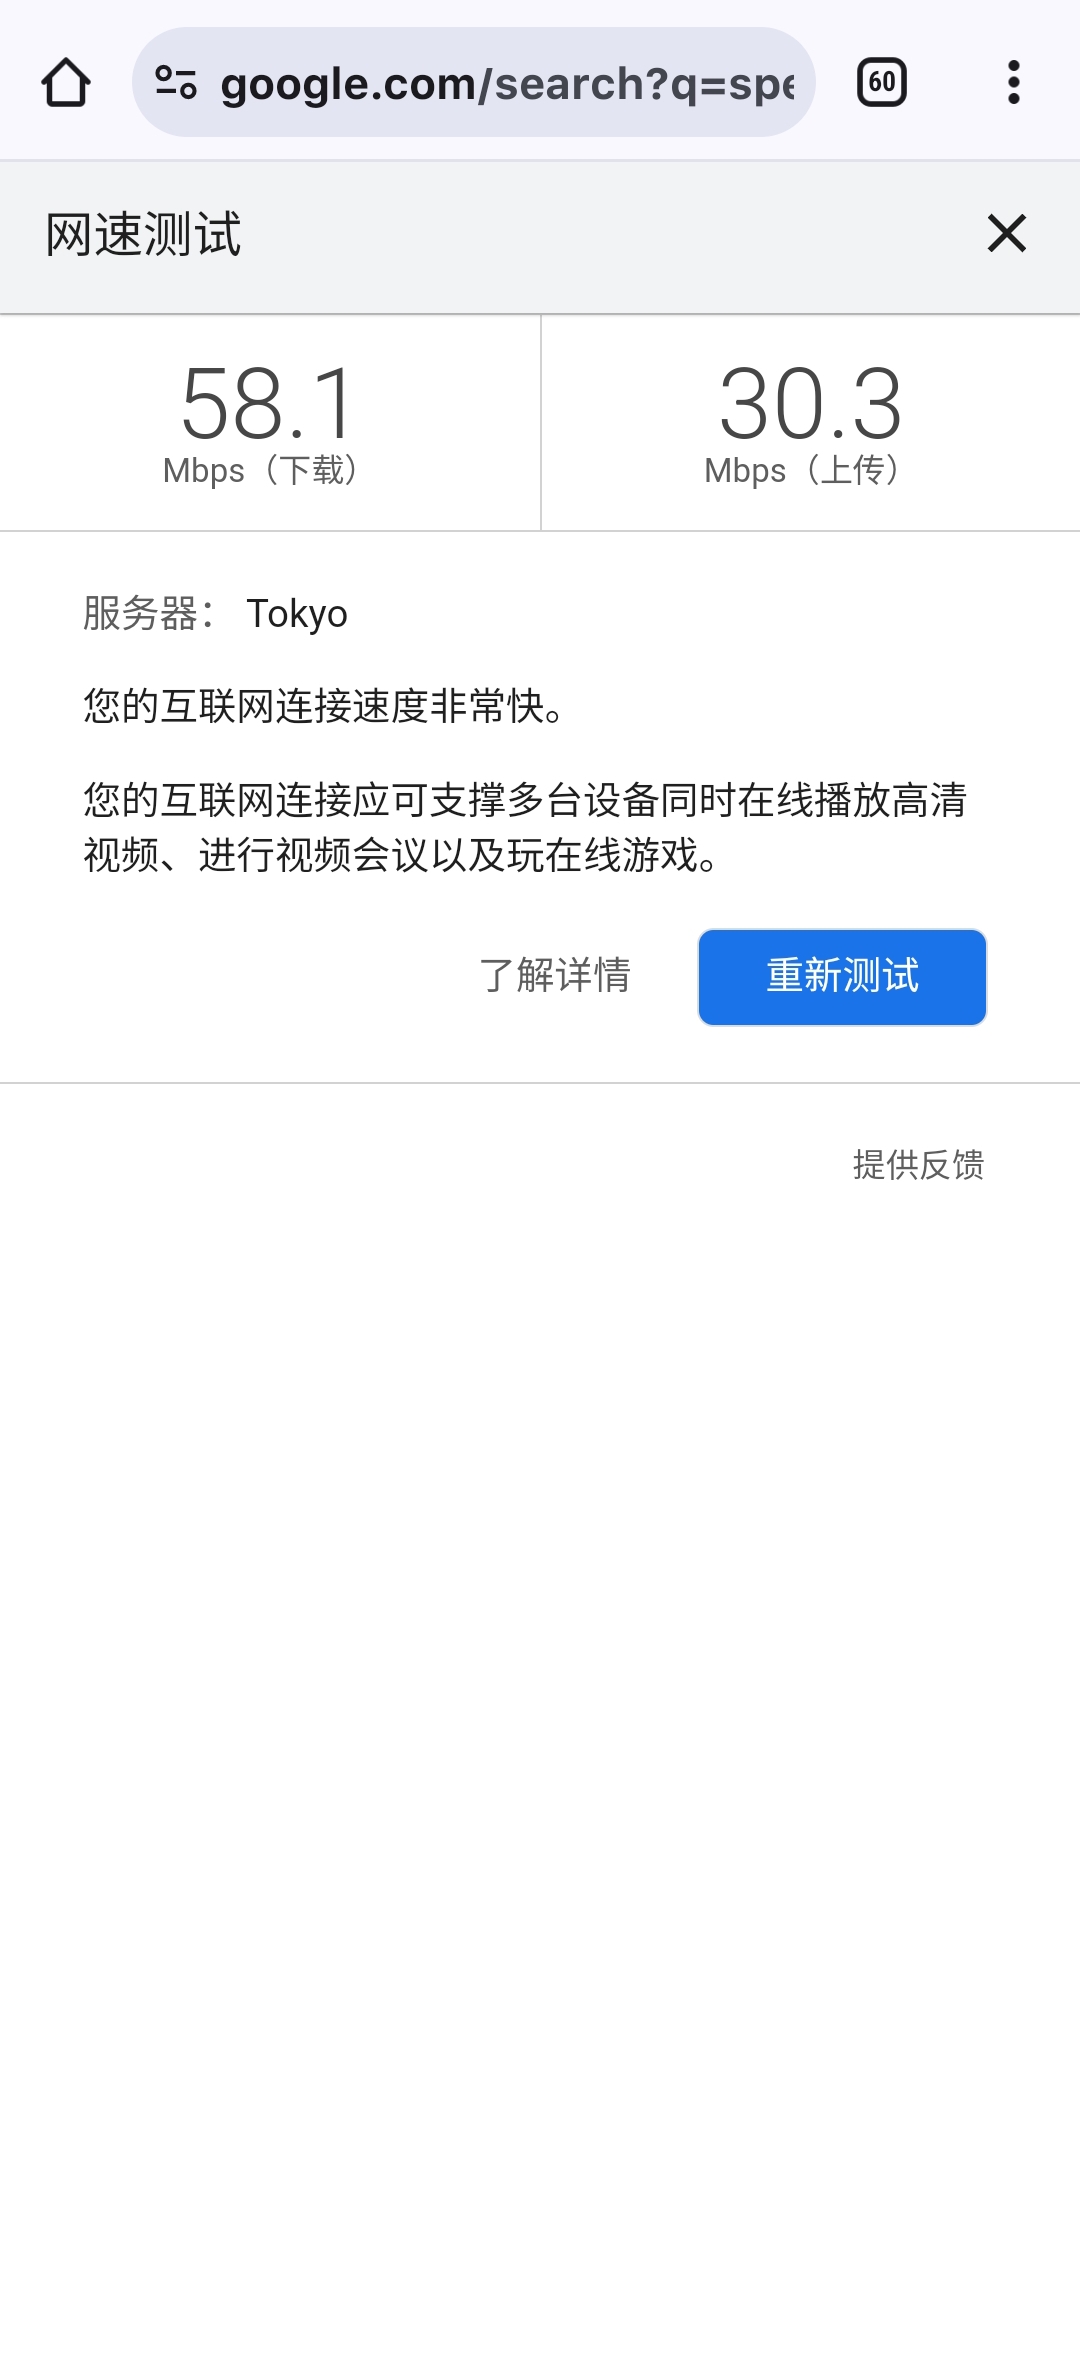 google.com/search?q=spe
60
网速测试
58.1
Mbps（下载）
30.3
Mbps（上传）
服务器： Tokyo
您的互联网连接速度非常快。
您的互联网连接应可支撑多台设备同时在线播放高清
视频、进行视频会议以及玩在线游戏。
了解详情
重新测试
提供反馈